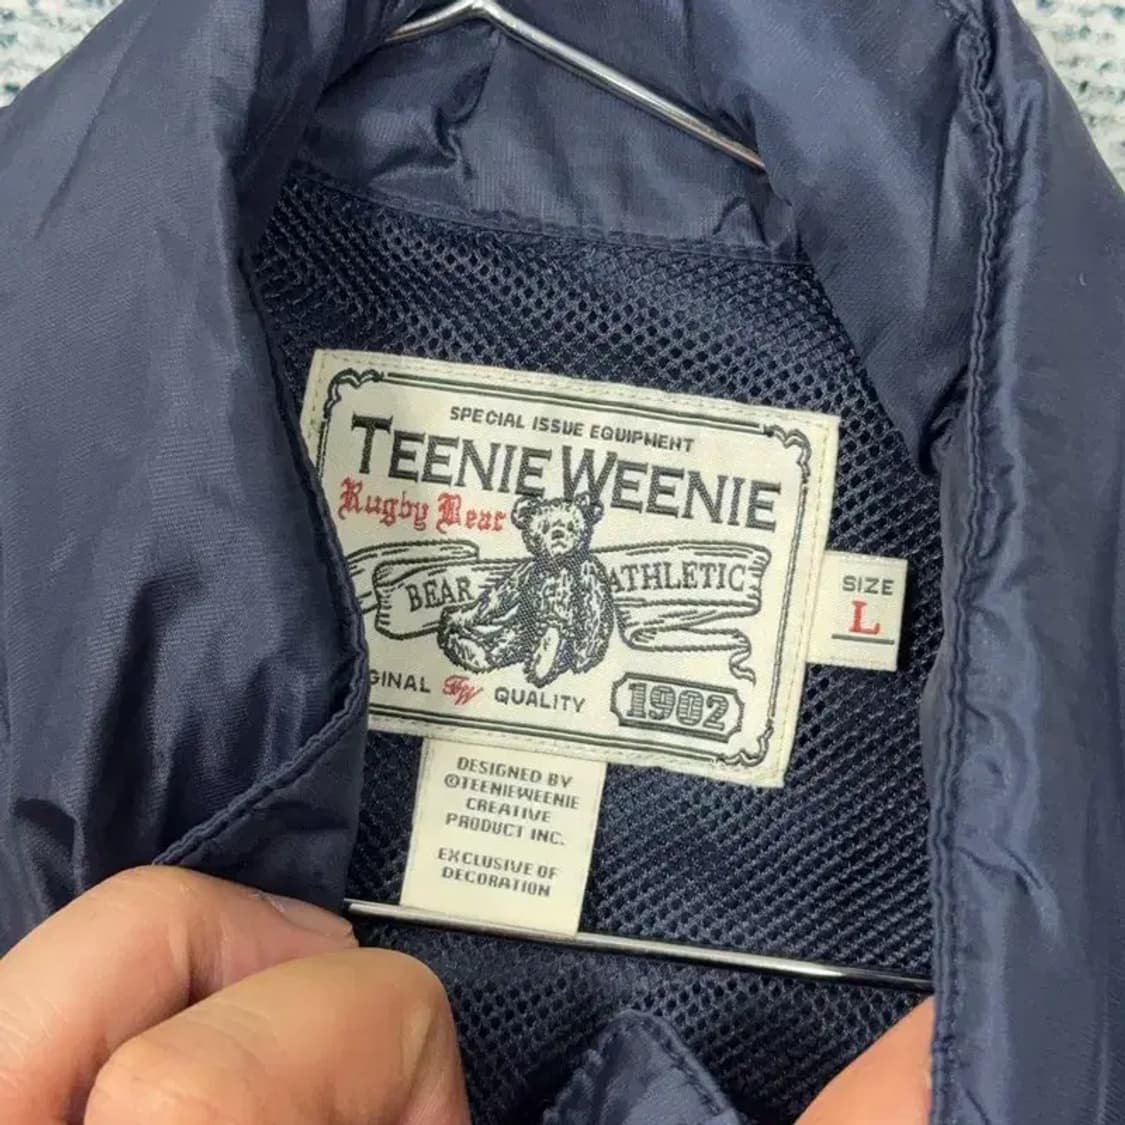 SPECIAL ISSUE EQUIPMENT
TEENIE WEENIE
Rugby Bear
BEAR ATHLETIC
GINAL TW QUALITY 1902
SIZE
L
DESIGNED BY
©TEENIEWEENIE
CREATIVE
PRODUCT INC.
EXCLUSIVE OF
DECORATION